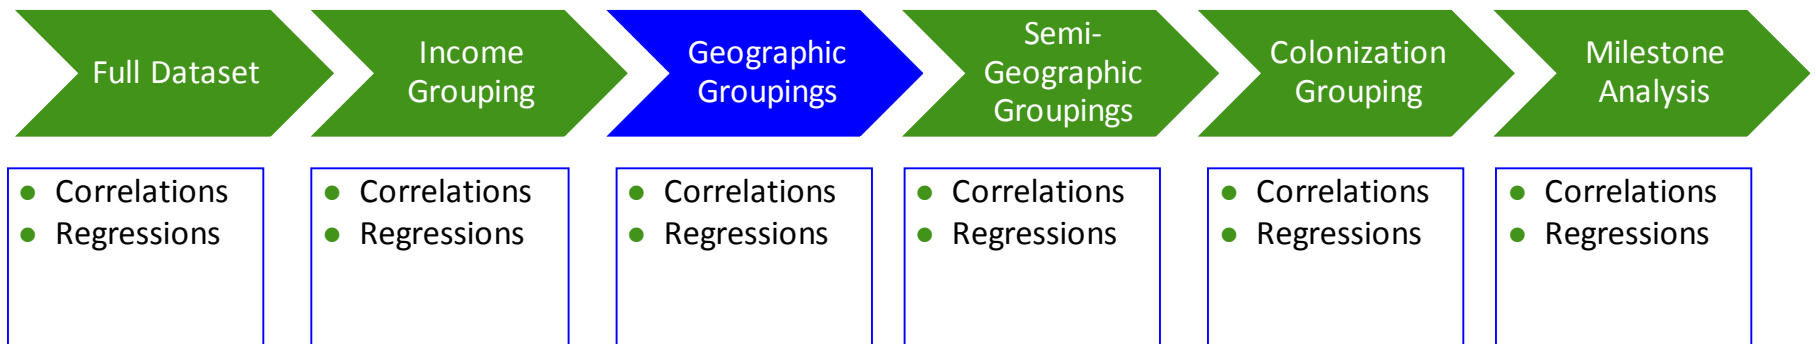 Full Dataset
Income
Grouping
Geographic
Groupings
Semi-
Geographic
Groupings
Colonization
Grouping
Milestone
Analysis
● Correlations
● Regressions
● Correlations
● Regressions
● Correlations
● Regressions
● Correlations
● Regressions
● Correlations
● Regressions
● Correlations
● Regressions